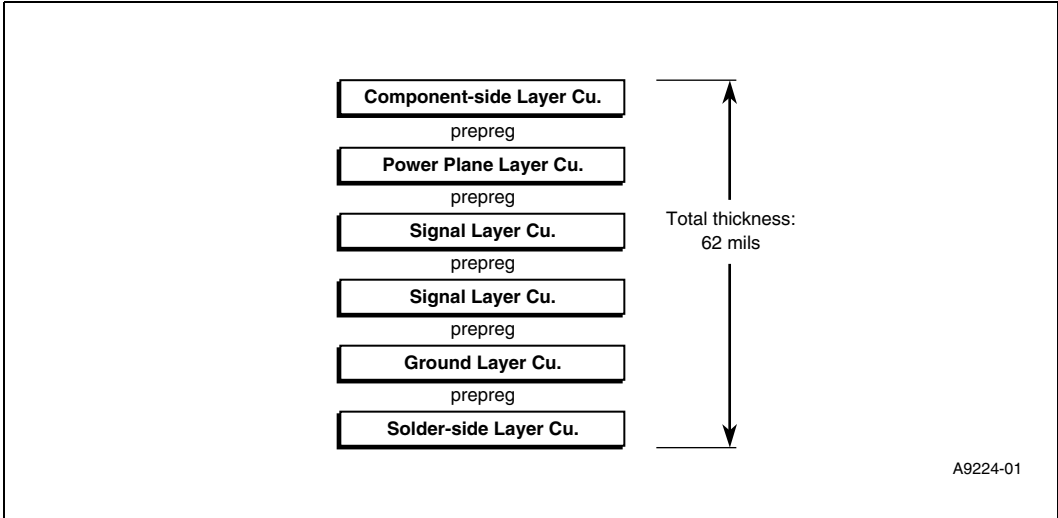 Component-side Layer Cu.
prepreg
Power Plane Layer Cu.
prepreg
Signal Layer Cu.
prepreg
Signal Layer Cu.
prepreg
Ground Layer Cu.
prepreg
Solder-side Layer Cu.
Total thickness:
62 mils
A9224-01